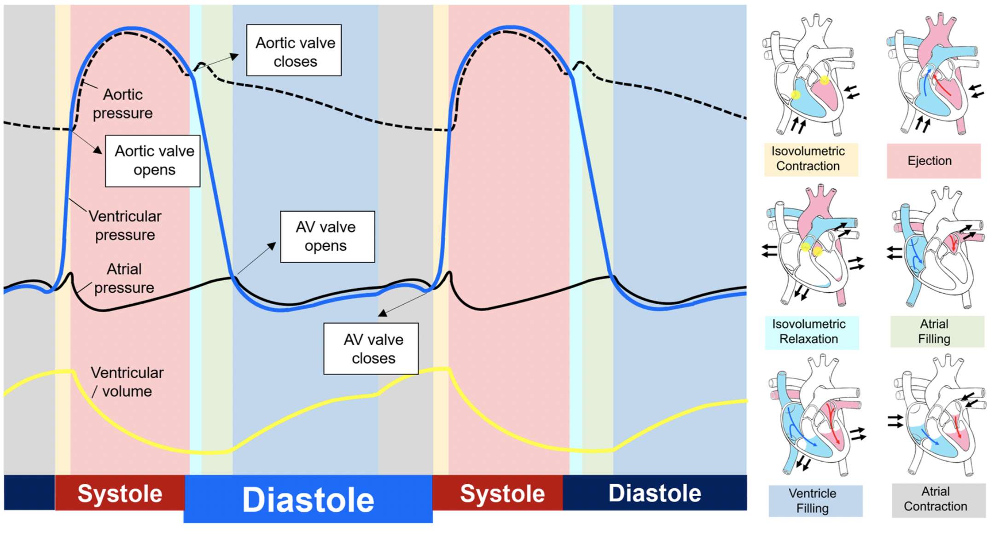 Aortic valve
closes
Aortic
pressure
Aortic valve
opens
Ventricular
pressure
AV valve
opens
Atrial
pressure
AV valve
closes
Ventricular
/ volume
Systole
Diastole
Systole
Diastole
Isovolumetric
Contraction
Ejection
Isovolumetric
Relaxation
Atrial
Filling
Ventricle
Filling
Atrial
Contraction